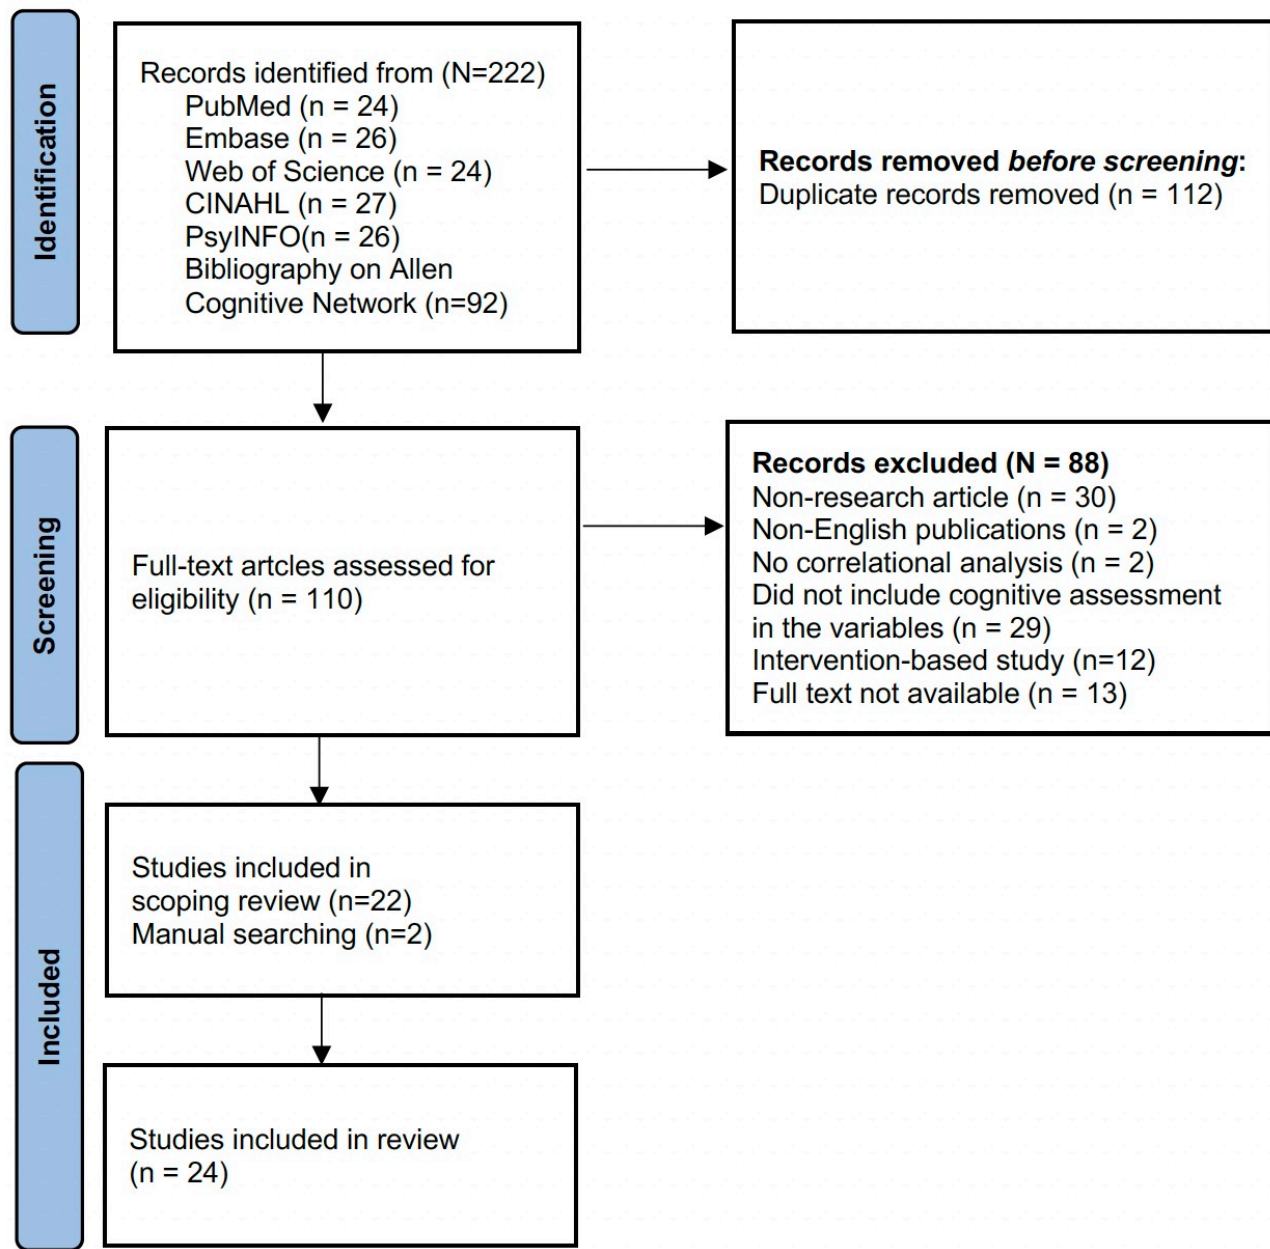 Identification
Records identified from (N=222)
PubMed (n = 24)
Embase (n = 26)
Web of Science (n = 24)
CINAHL (n = 27)
PsyINFO(n = 26)
Bibliography on Allen
Cognitive Network (n=92)
Records removed before screening:
Duplicate records removed (n = 112)
Screening
Full-text artcles assessed for
eligibility (n = 110)
Records excluded (N = 88)
Non-research article (n = 30)
Non-English publications (n = 2)
No correlational analysis (n = 2)
Did not include cognitive assessment
in the variables (n = 29)
Intervention-based study (n=12)
Full text not available (n = 13)
Included
Studies included in
scoping review (n=22)
Manual searching (n=2)
Studies included in review
(n = 24)